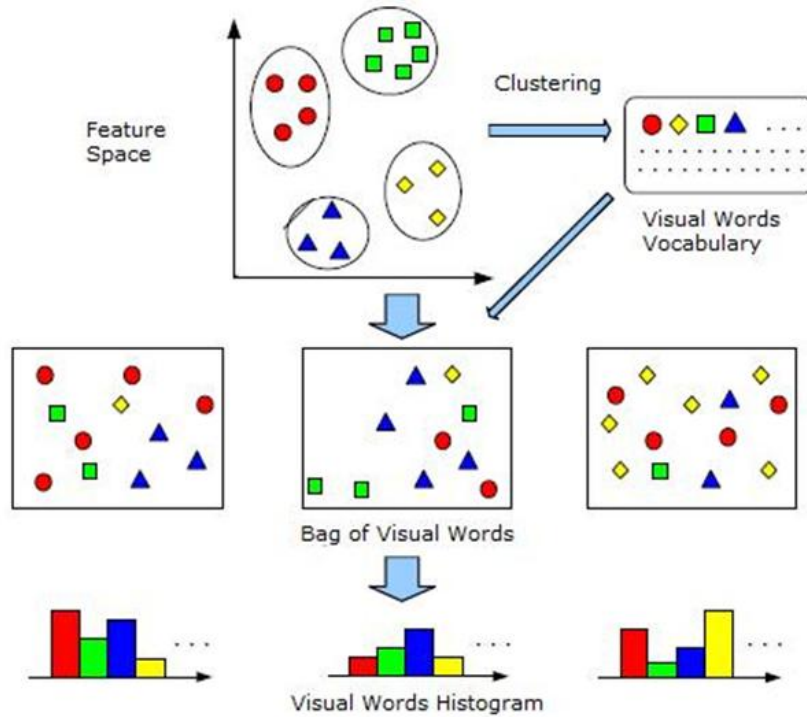 Clustering
Feature
Space
Visual Words
Vocabulary
Bag of Visual Words
Visual Words Histogram